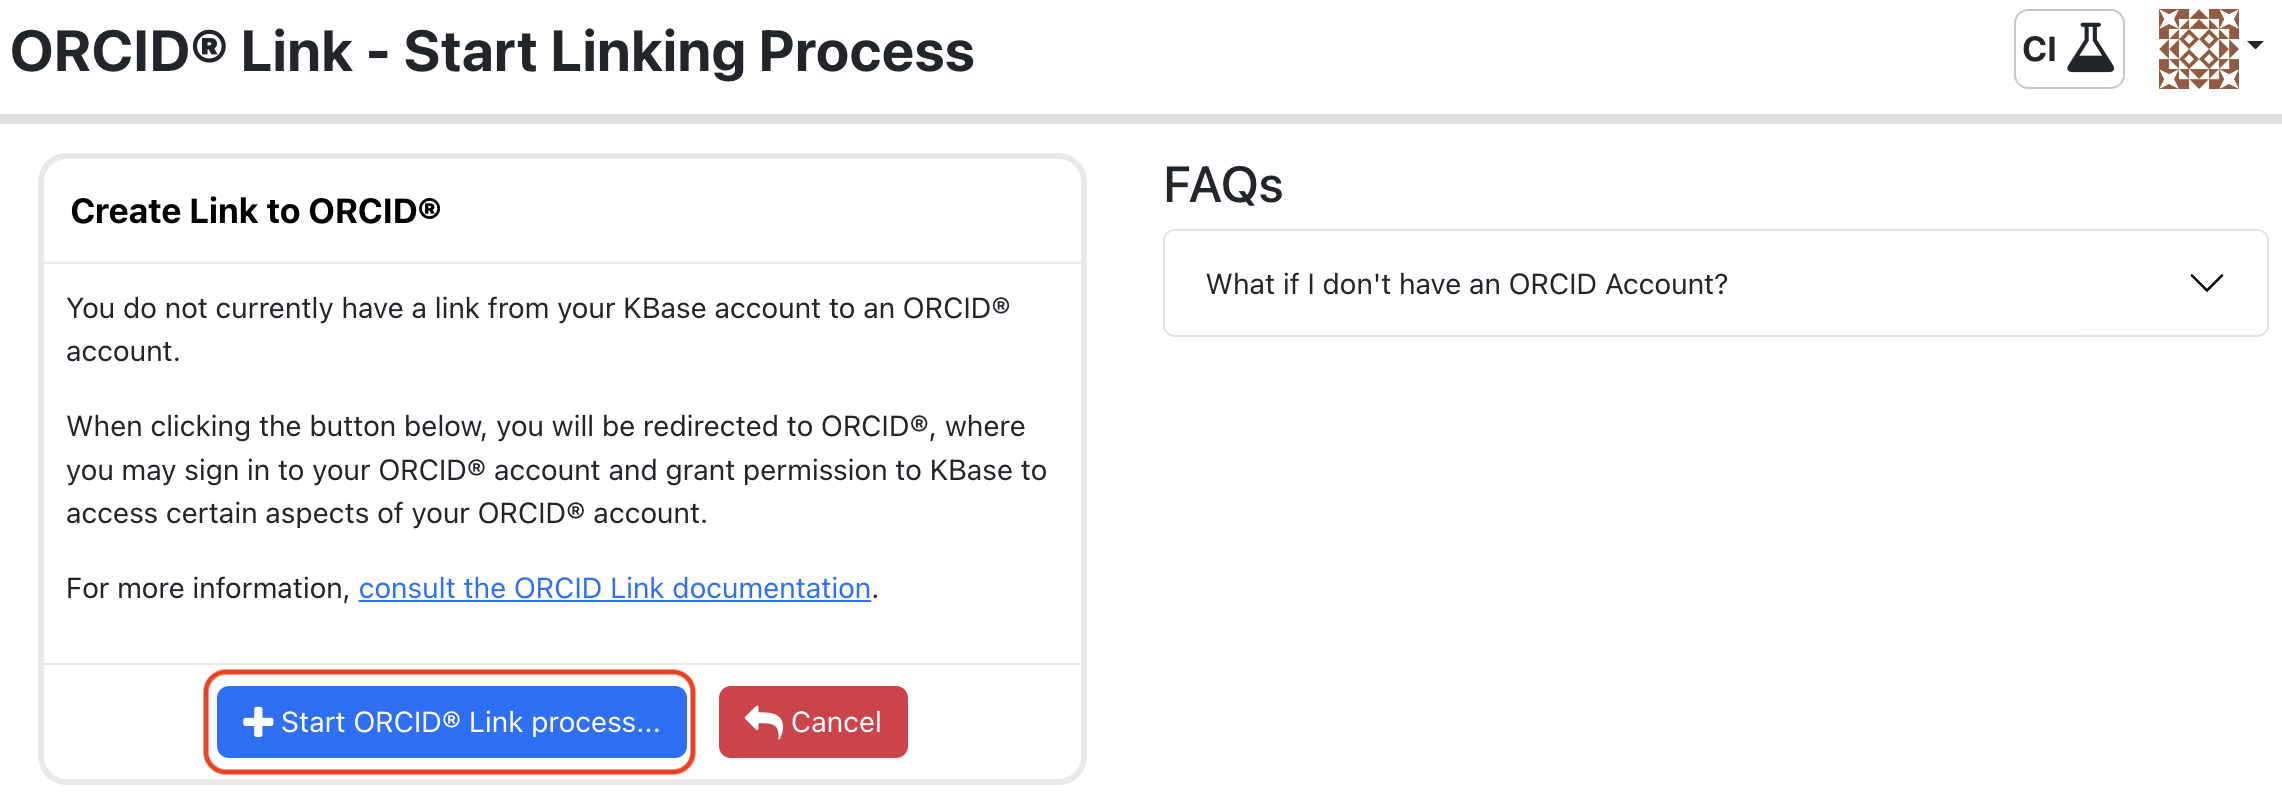 ORCID® Link - Start Linking Process
CI
Create Link to ORCID®
You do not currently have a link from your KBase account to an ORCID®
account.
When clicking the button below, you will be redirected to ORCID®, where
you may sign in to your ORCID® account and grant permission to KBase to
access certain aspects of your ORCID® account.
For more information, consult the ORCID Link documentation.
Start ORCID® Link process...
Cancel
FAQs
What if I don't have an ORCID Account?